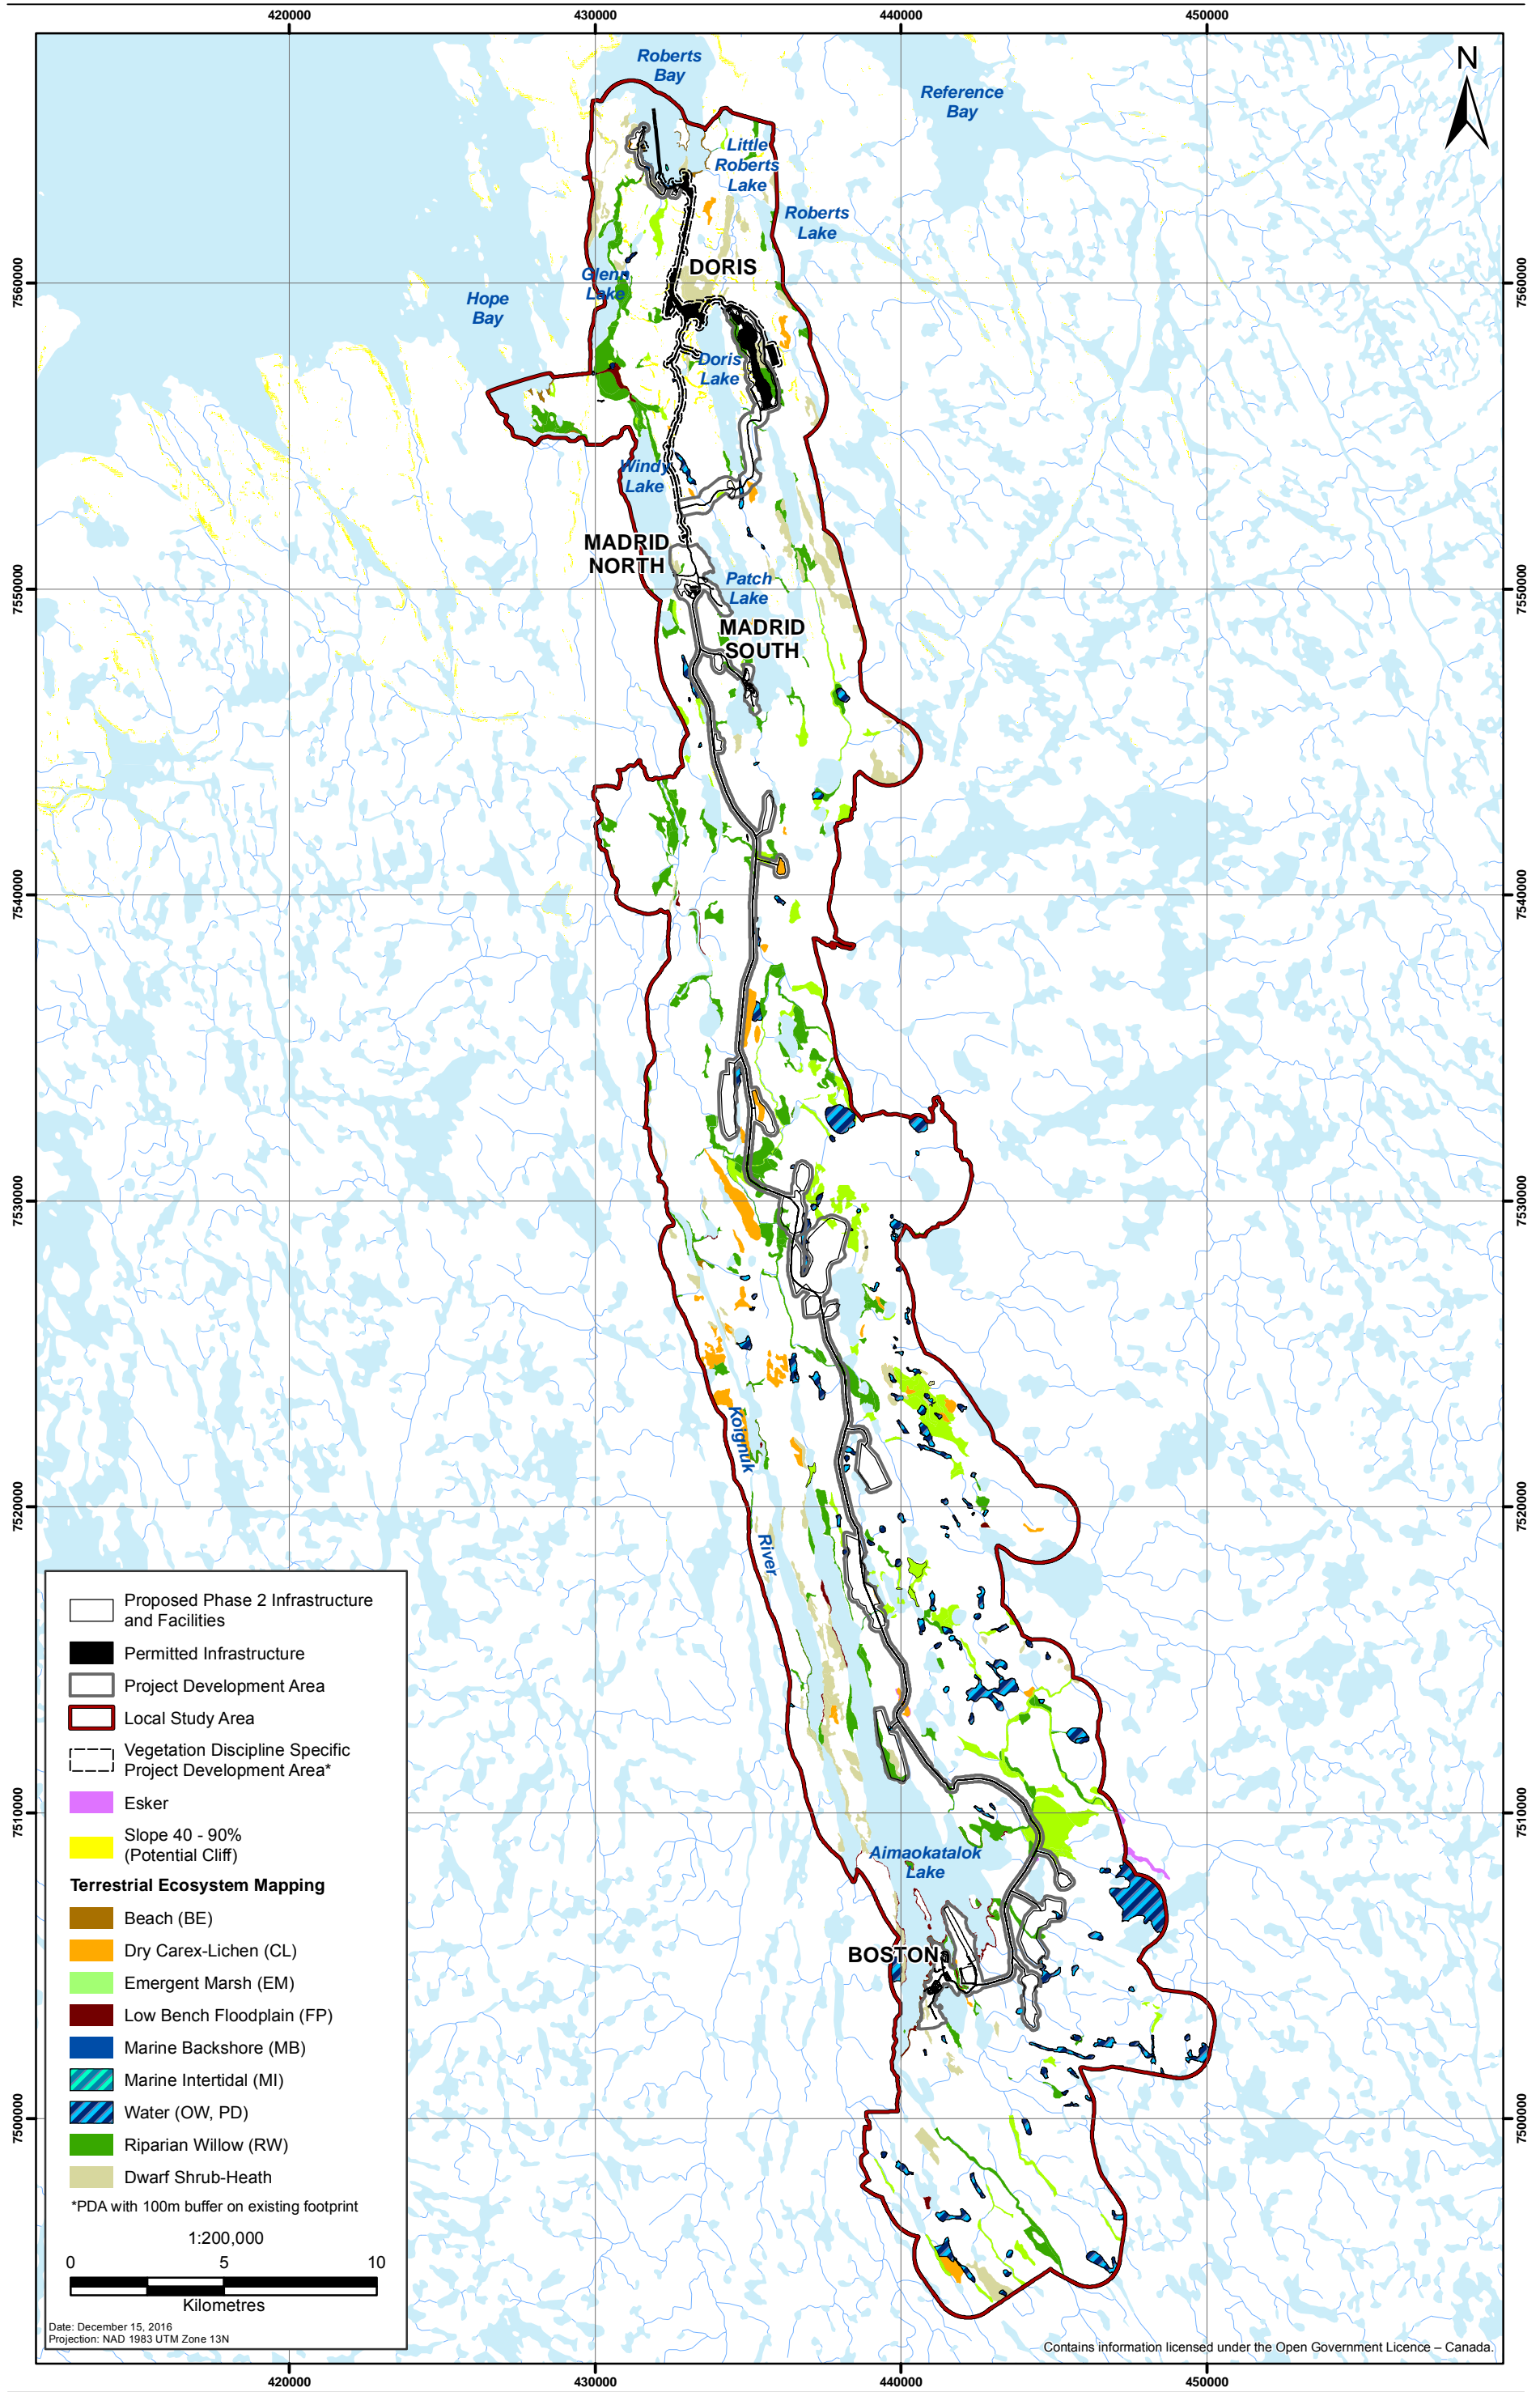 420000
430000
440000
450000
Roberts
Bay
N
Reference
Bay
Little
Roberts
Lake
Roberts
Lake
DORIS
Glenn
Lake
7560000
7560000
Hope
Bay
Doris
Lake
Windy
Lake
MADRID
NORTH
Patch
Lake
7550000
7550000
MADRID
SOUTH
7540000
7540000
7530000
7530000
Koignuk
River
7520000
7520000
7510000
7510000
Aimaokatalok
Lake
BOSTON
7500000
7500000
Proposed Phase 2 Infrastructure
and Facilities
Permitted Infrastructure
Project Development Area
Local Study Area
Vegetation Discipline Specific
Project Development Area*
Esker
Slope 40 - 90%
(Potential Cliff)
Terrestrial Ecosystem Mapping
Beach (BE)
Dry Carex-Lichen (CL)
Emergent Marsh (EM)
Low Bench Floodplain (FP)
Marine Backshore (MB)
Marine Intertidal (MI)
Water (OW, PD)
Riparian Willow (RW)
Dwarf Shrub-Heath
*PDA with 100m buffer on existing footprint
1:200,000
0 5 10
Kilometres
Date: December 15, 2016
Projection: NAD 1983 UTM Zone 13N
Contains information licensed under the Open Government Licence – Canada.
420000
430000
440000
450000